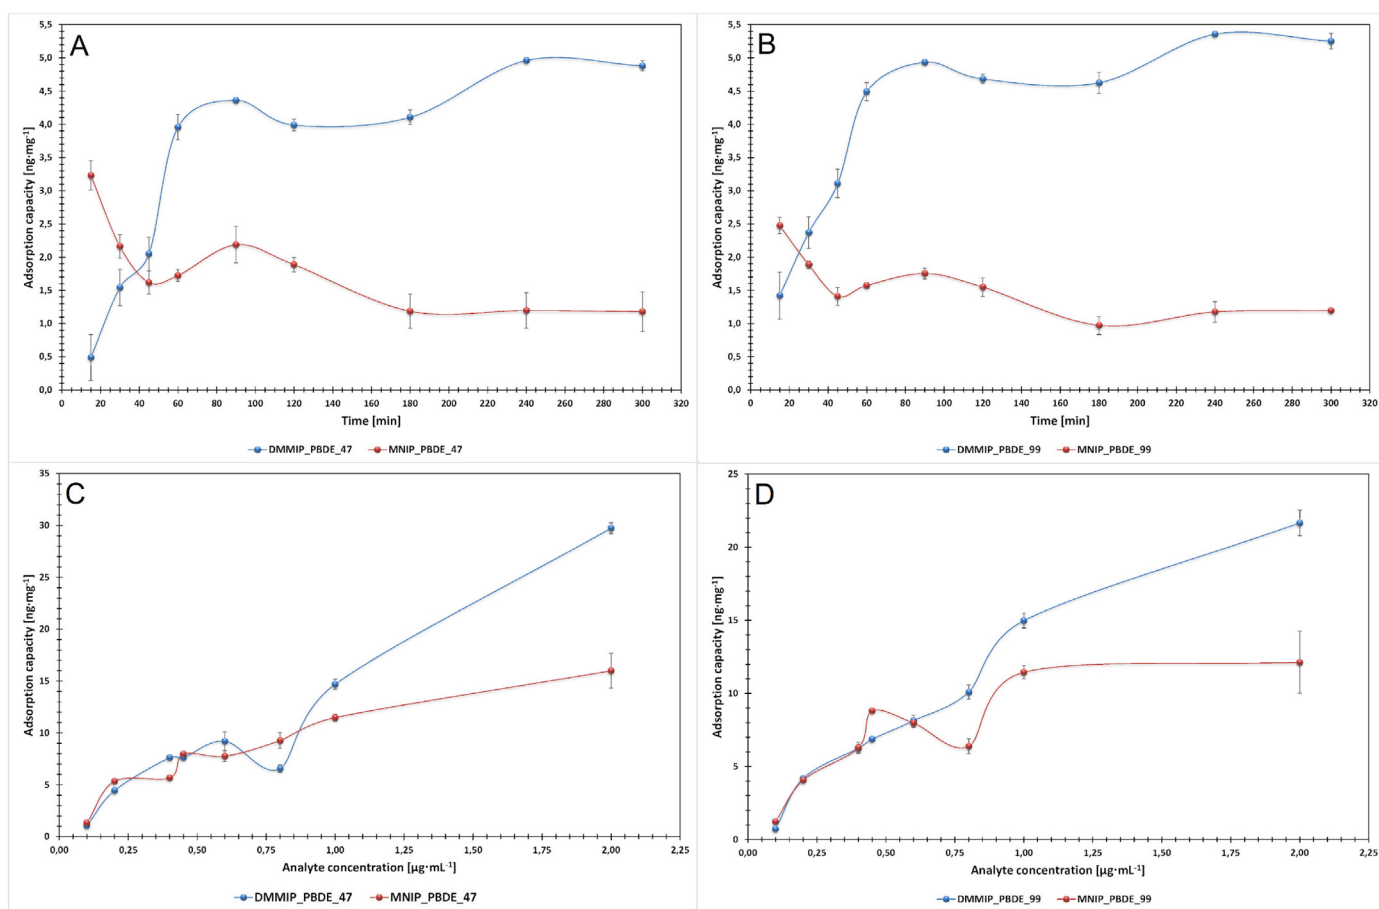 A
Adsorption capacity [ng·mg⁻¹]
5,5
5,0
4,5
4,0
3,5
3,0
2,5
2,0
1,5
1,0
0,5
0,0
0 20 40 60 80 100 120 140 160 180 200 220 240 260 280 300 320
Time [min]
DMMIP_PBDE_47 MNIP_PBDE_47
B
Adsorption capacity [ng·mg⁻¹]
5,5
5,0
4,5
4,0
3,5
3,0
2,5
2,0
1,5
1,0
0,5
0,0
0 20 40 60 80 100 120 140 160 180 200 220 240 260 280 300 320
Time [min]
DMMIP_PBDE_99 MNIP_PBDE_99
C
Adsorption capacity [ng·mg⁻¹]
35
30
25
20
15
10
5
0
0,00 0,25 0,50 0,75 1,00 1,25 1,50 1,75 2,00 2,25
Analyte concentration [µg·mL⁻¹]
DMMIP_PBDE_47 MNIP_PBDE_47
D
Adsorption capacity [ng·mg⁻¹]
25
20
15
10
5
0
0,00 0,25 0,50 0,75 1,00 1,25 1,50 1,75 2,00 2,25
Analyte concentration [µg·mL⁻¹]
DMMIP_PBDE_99 MNIP_PBDE_99